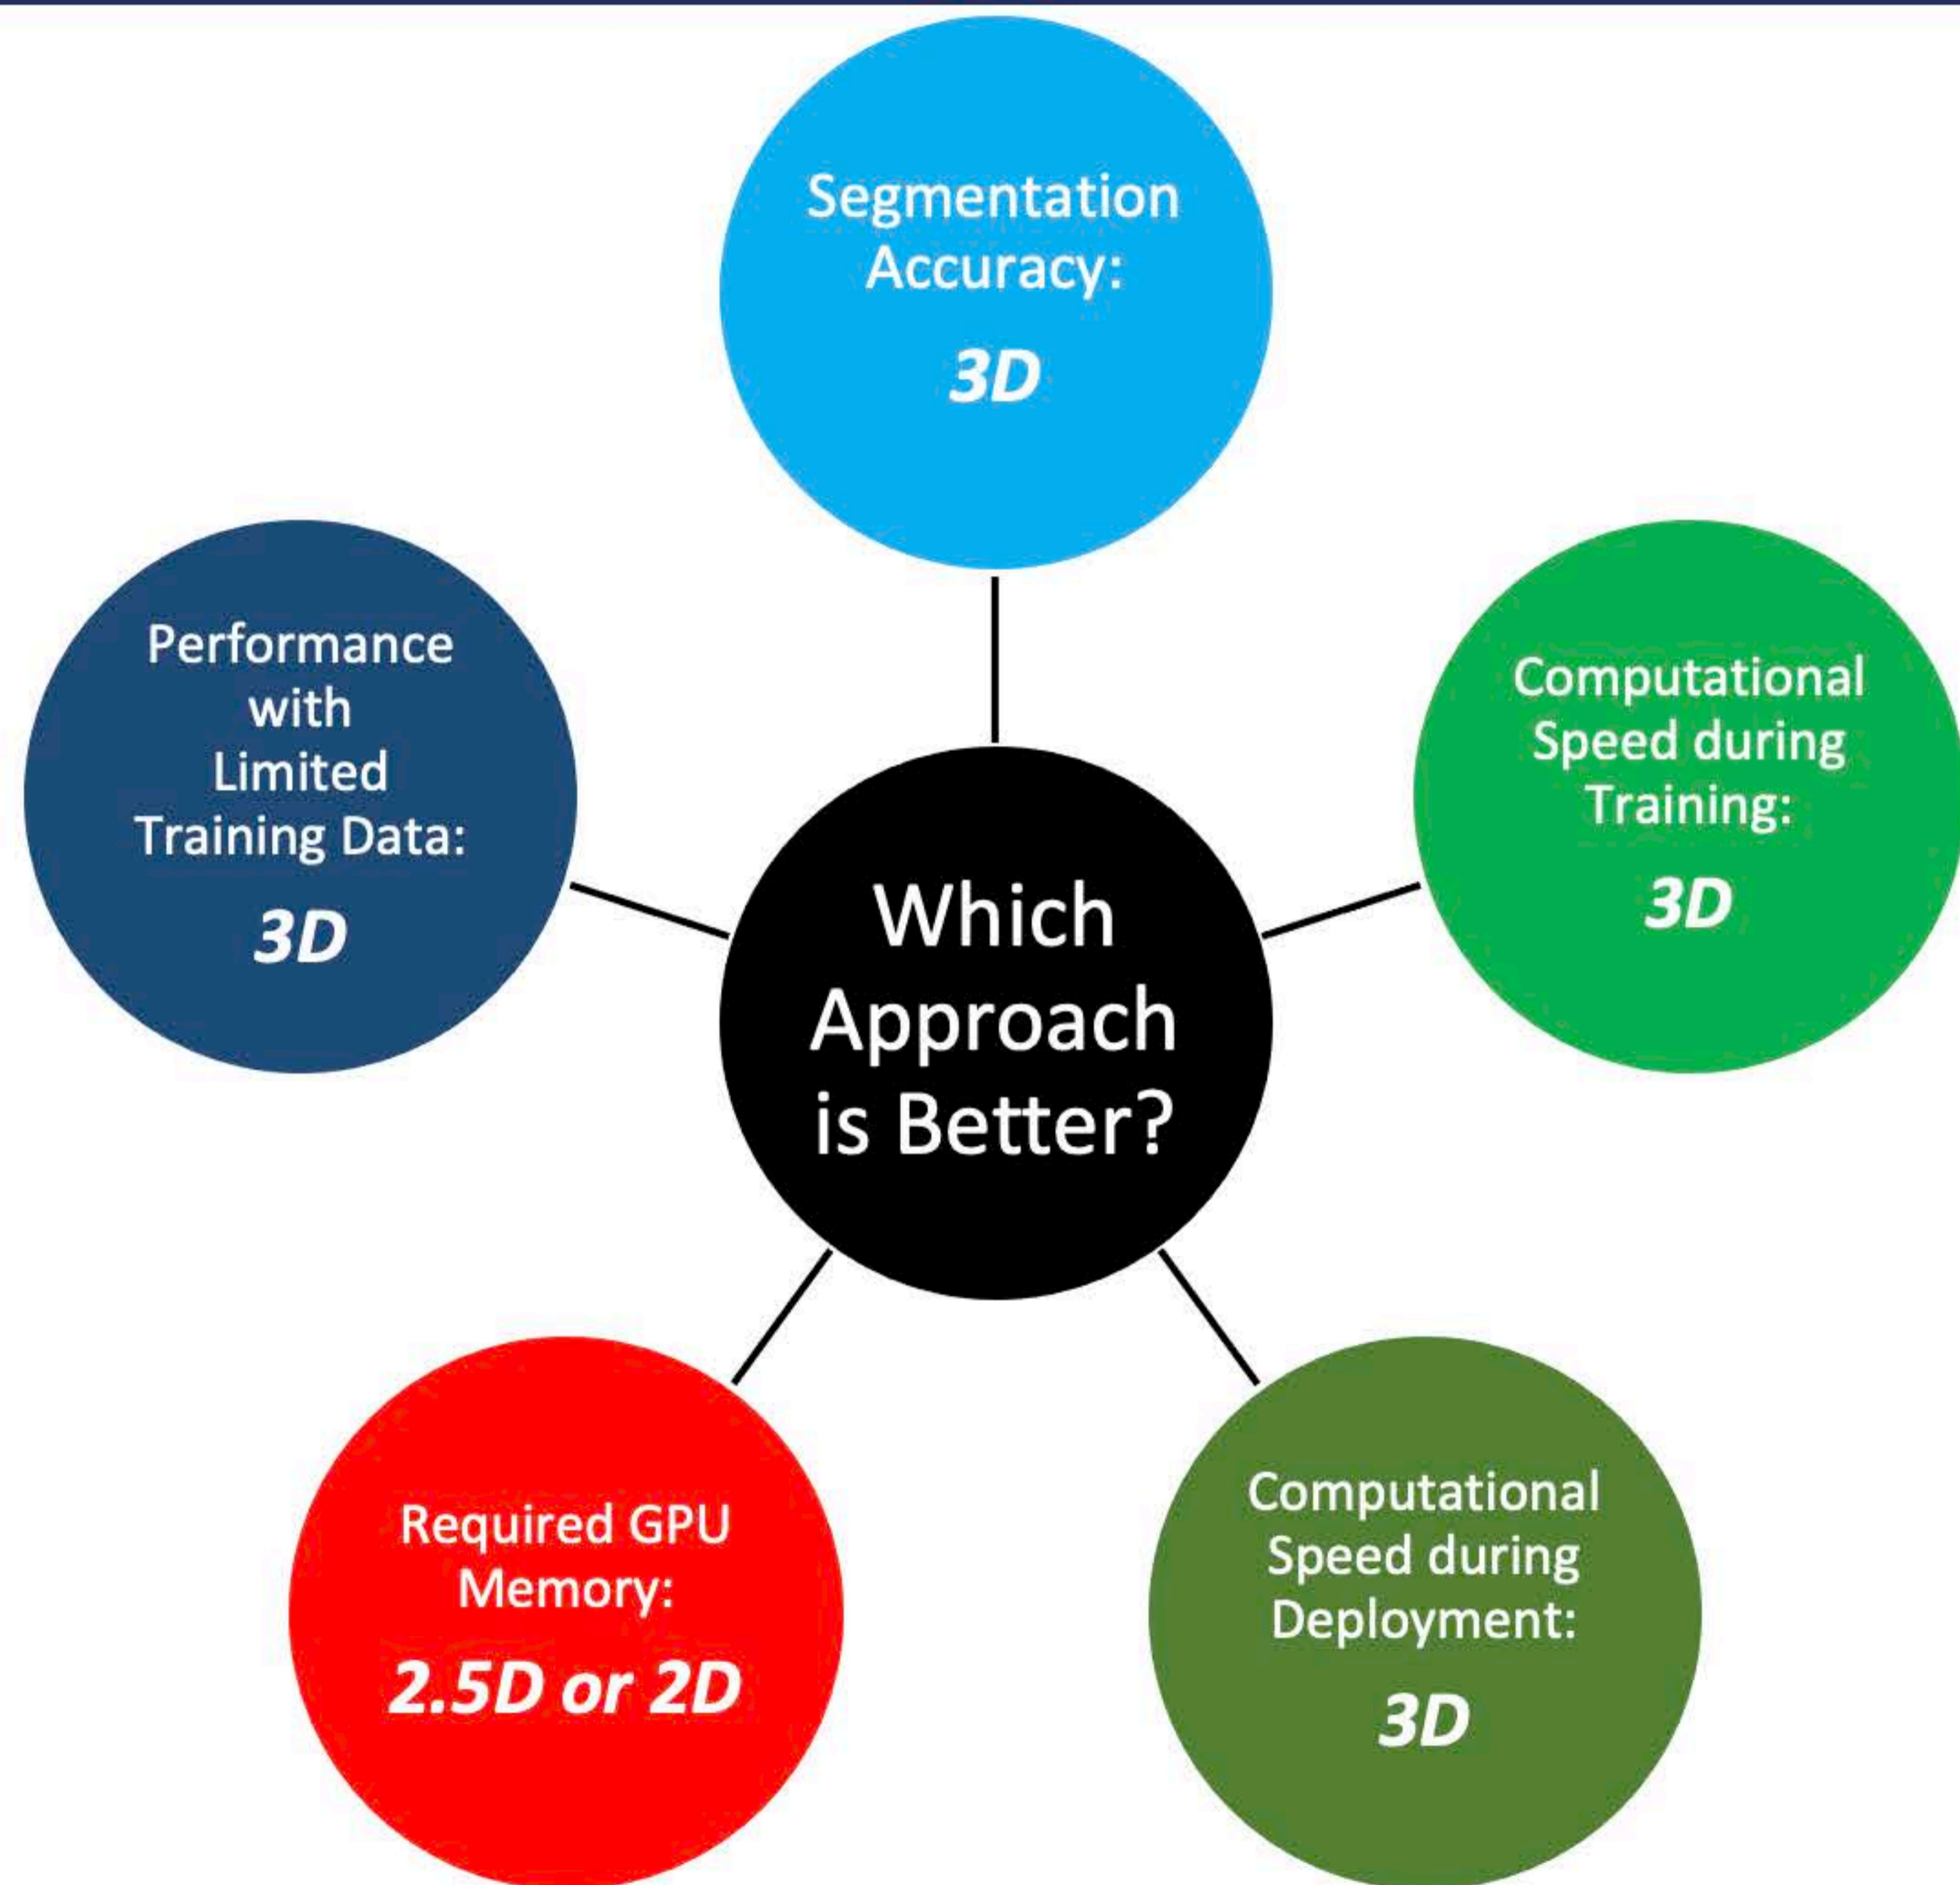 Segmentation
Accuracy:
3D
Performance
with
Limited
Training Data:
3D
Computational
Speed during
Training:
3D
Which
Approach
is Better?
Required GPU
Memory:
2.5D or 2D
Computational
Speed during
Deployment:
3D